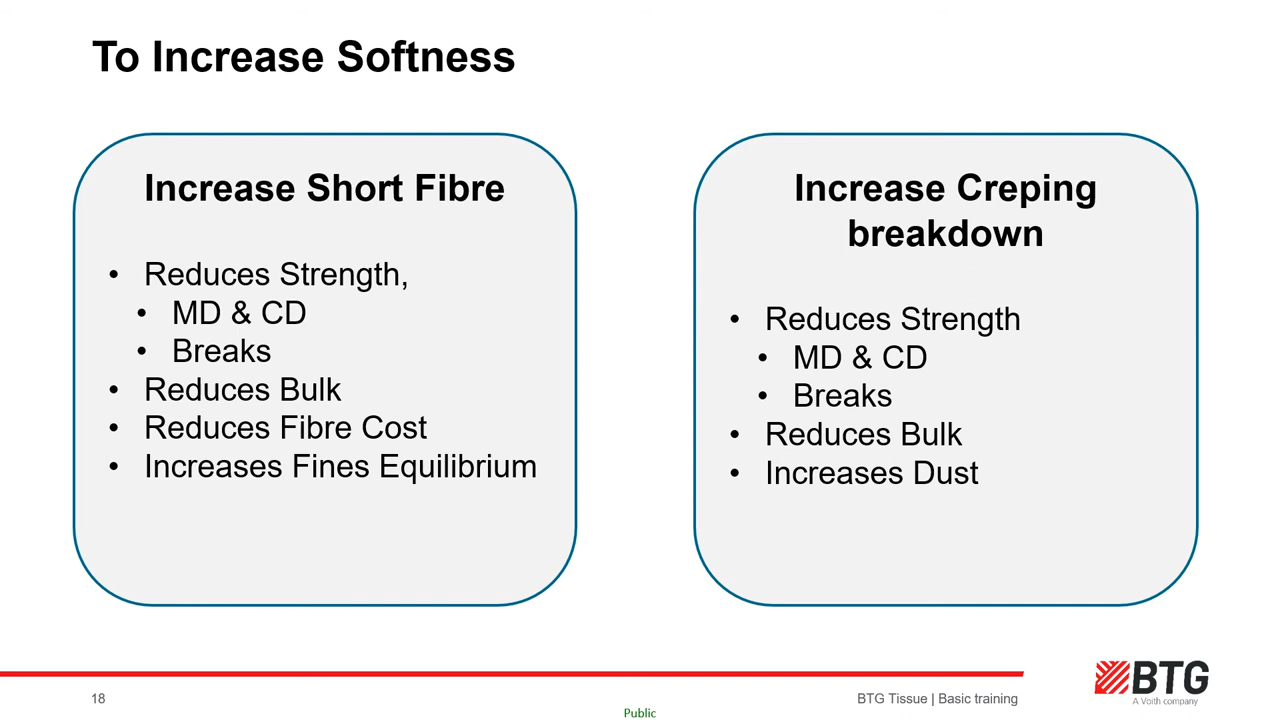 To Increase Softness
Increase Short Fibre
• Reduces Strength,
• MD & CD
• Breaks
• Reduces Bulk
• Reduces Fibre Cost
• Increases Fines Equilibrium
Increase Creping
breakdown
• Reduces Strength
• MD & CD
• Breaks
• Reduces Bulk
• Increases Dust
18
BTG Tissue | Basic training
Public
BTG
A Voith company